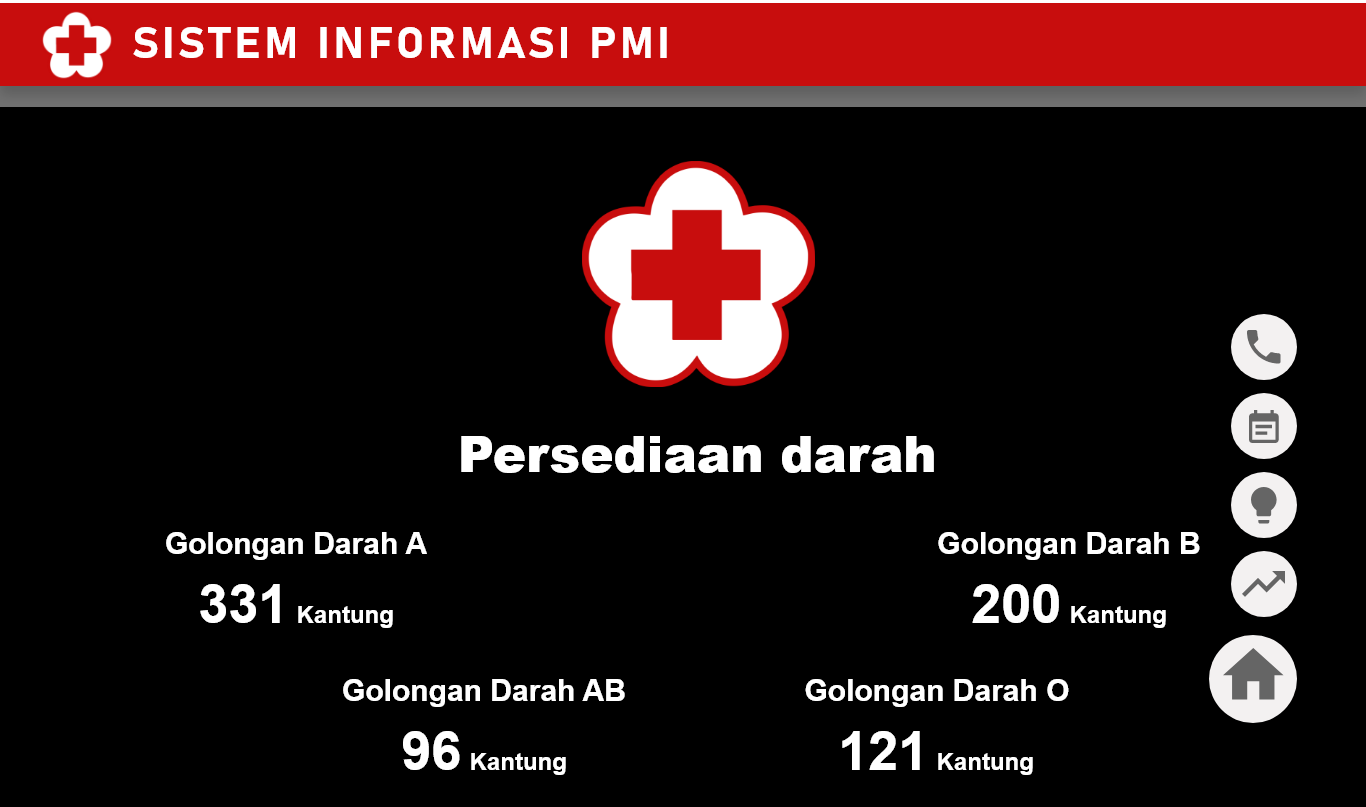 SISTEM INFORMASI PMI
Persediaan darah
Golongan Darah A
331 Kantung
Golongan Darah B
200 Kantung
Golongan Darah AB
96 Kantung
Golongan Darah O
121 Kantung